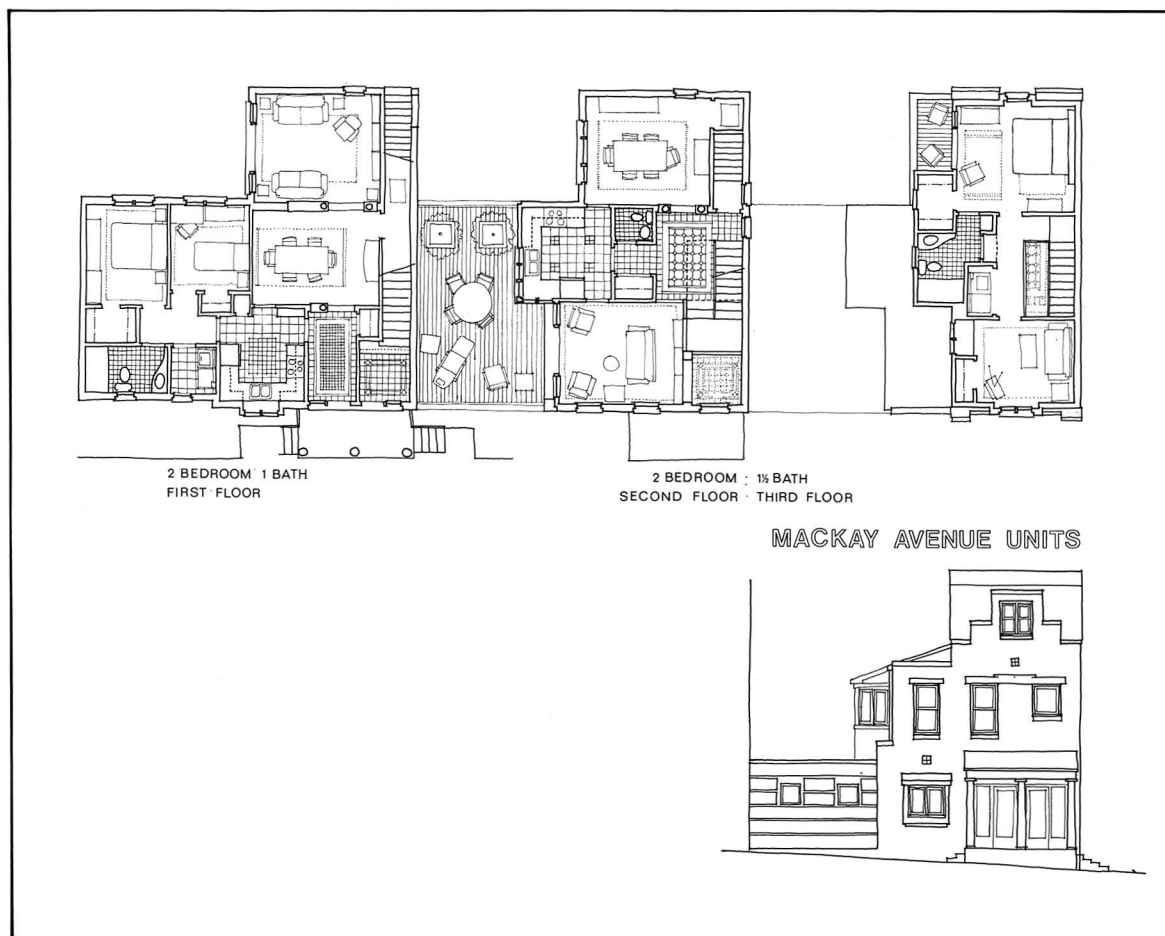 2 BEDROOM 1 BATH
FIRST FLOOR
2 BEDROOM : 1½ BATH
SECOND FLOOR · THIRD FLOOR
MACKAY AVENUE UNITS